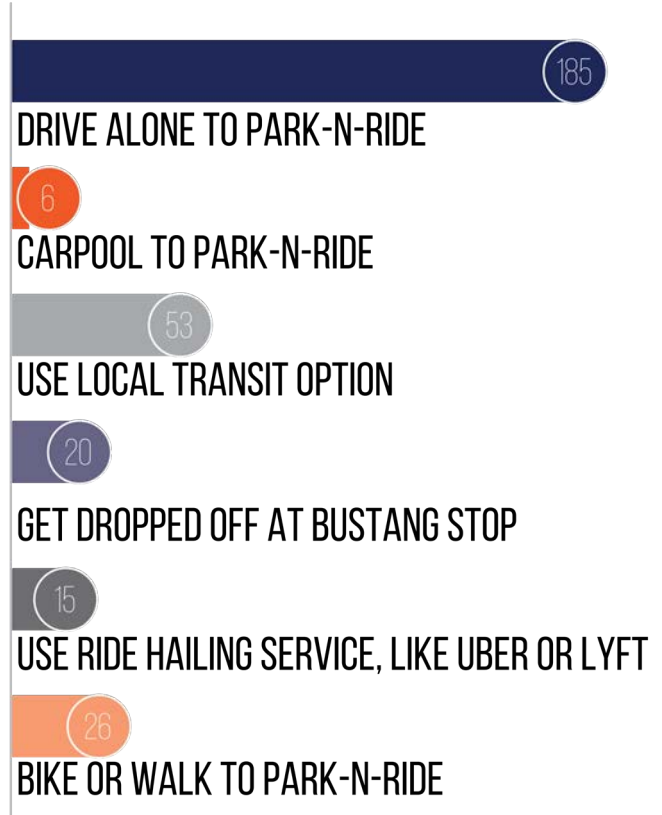 185
DRIVE ALONE TO PARK-N-RIDE
6
CARPOOL TO PARK-N-RIDE
53
USE LOCAL TRANSIT OPTION
20
GET DROPPED OFF AT BUSTANG STOP
15
USE RIDE HAILING SERVICE, LIKE UBER OR LYFT
26
BIKE OR WALK TO PARK-N-RIDE